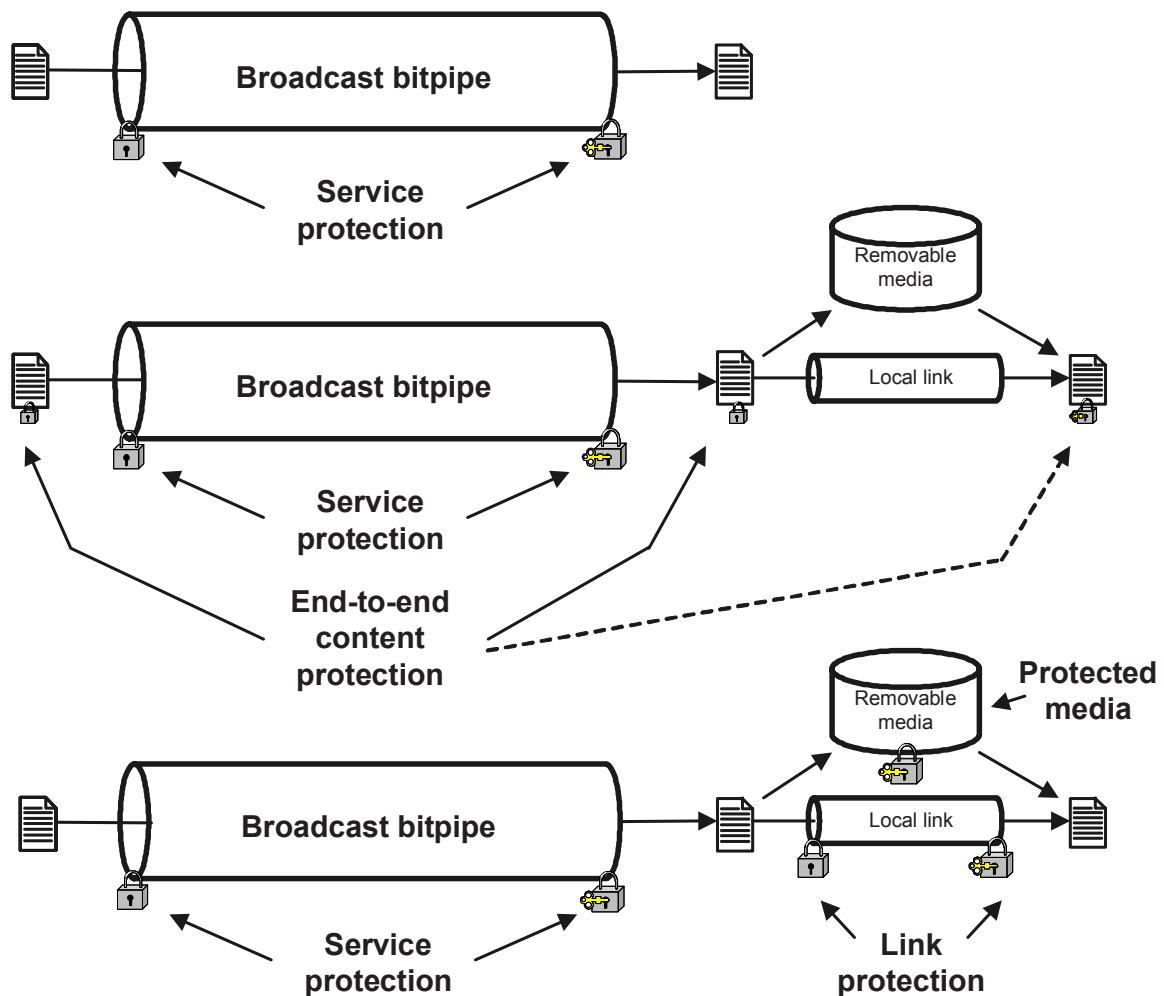 Broadcast bitpipe
Service
protection
Removable
media
Broadcast bitpipe
Local link
Service
protection
End-to-end
content
protection
Removable
media
Protected
media
Broadcast bitpipe
Local link
Service
protection
Link
protection